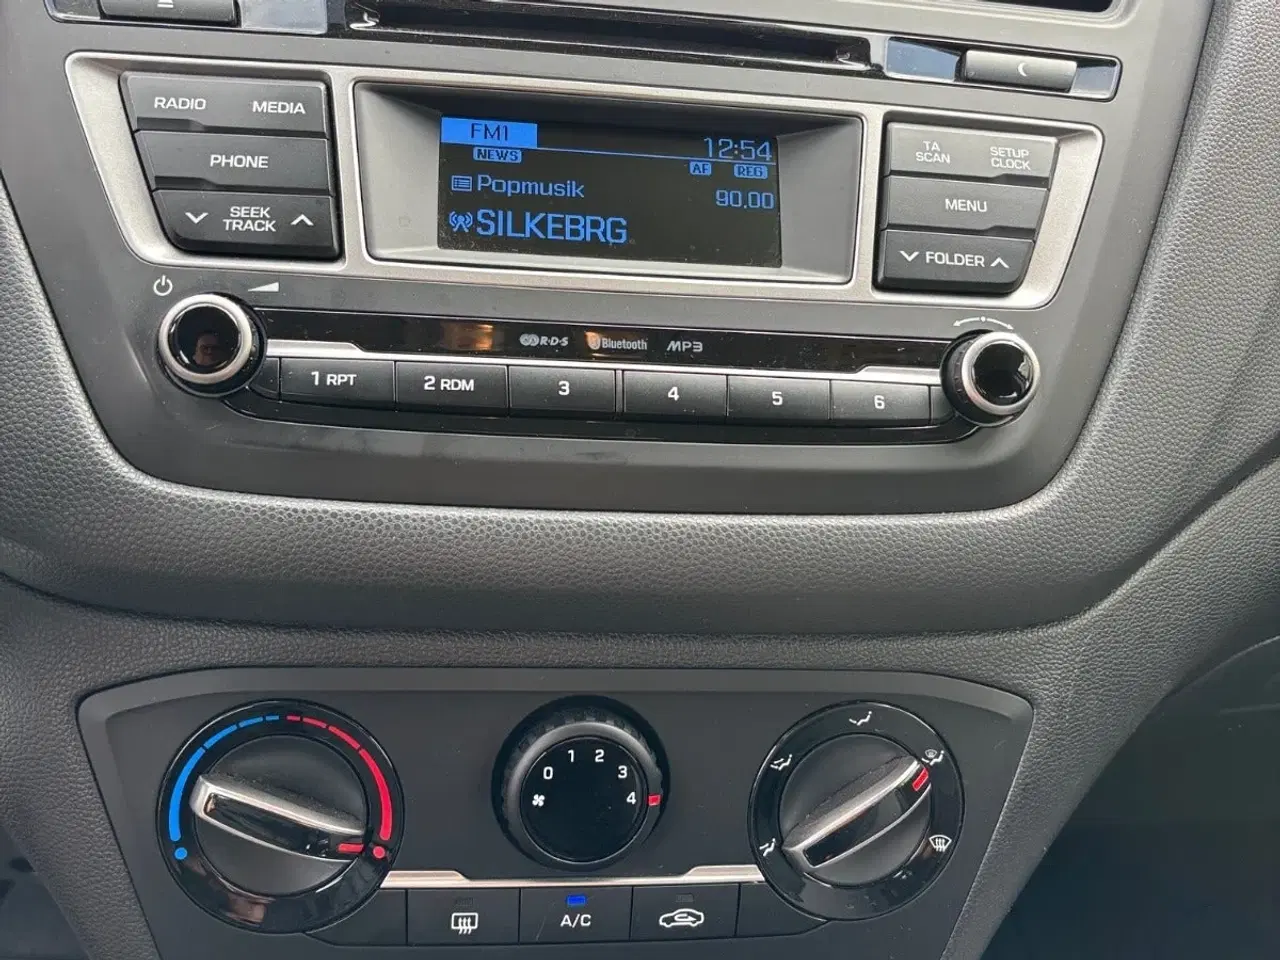 RADIO MEDIA
PHONE
SEEK
TRACK
FM1
12:54
NEWS
AF REG
Popmusik
90.00
SILKEBRG
TA
SCAN
SETUP
CLOCK
MENU
FOLDER
R·D·S Bluetooth MP3
1 RPT 2 RDM 3 4 5 6
0 1 2 3 4
A/C